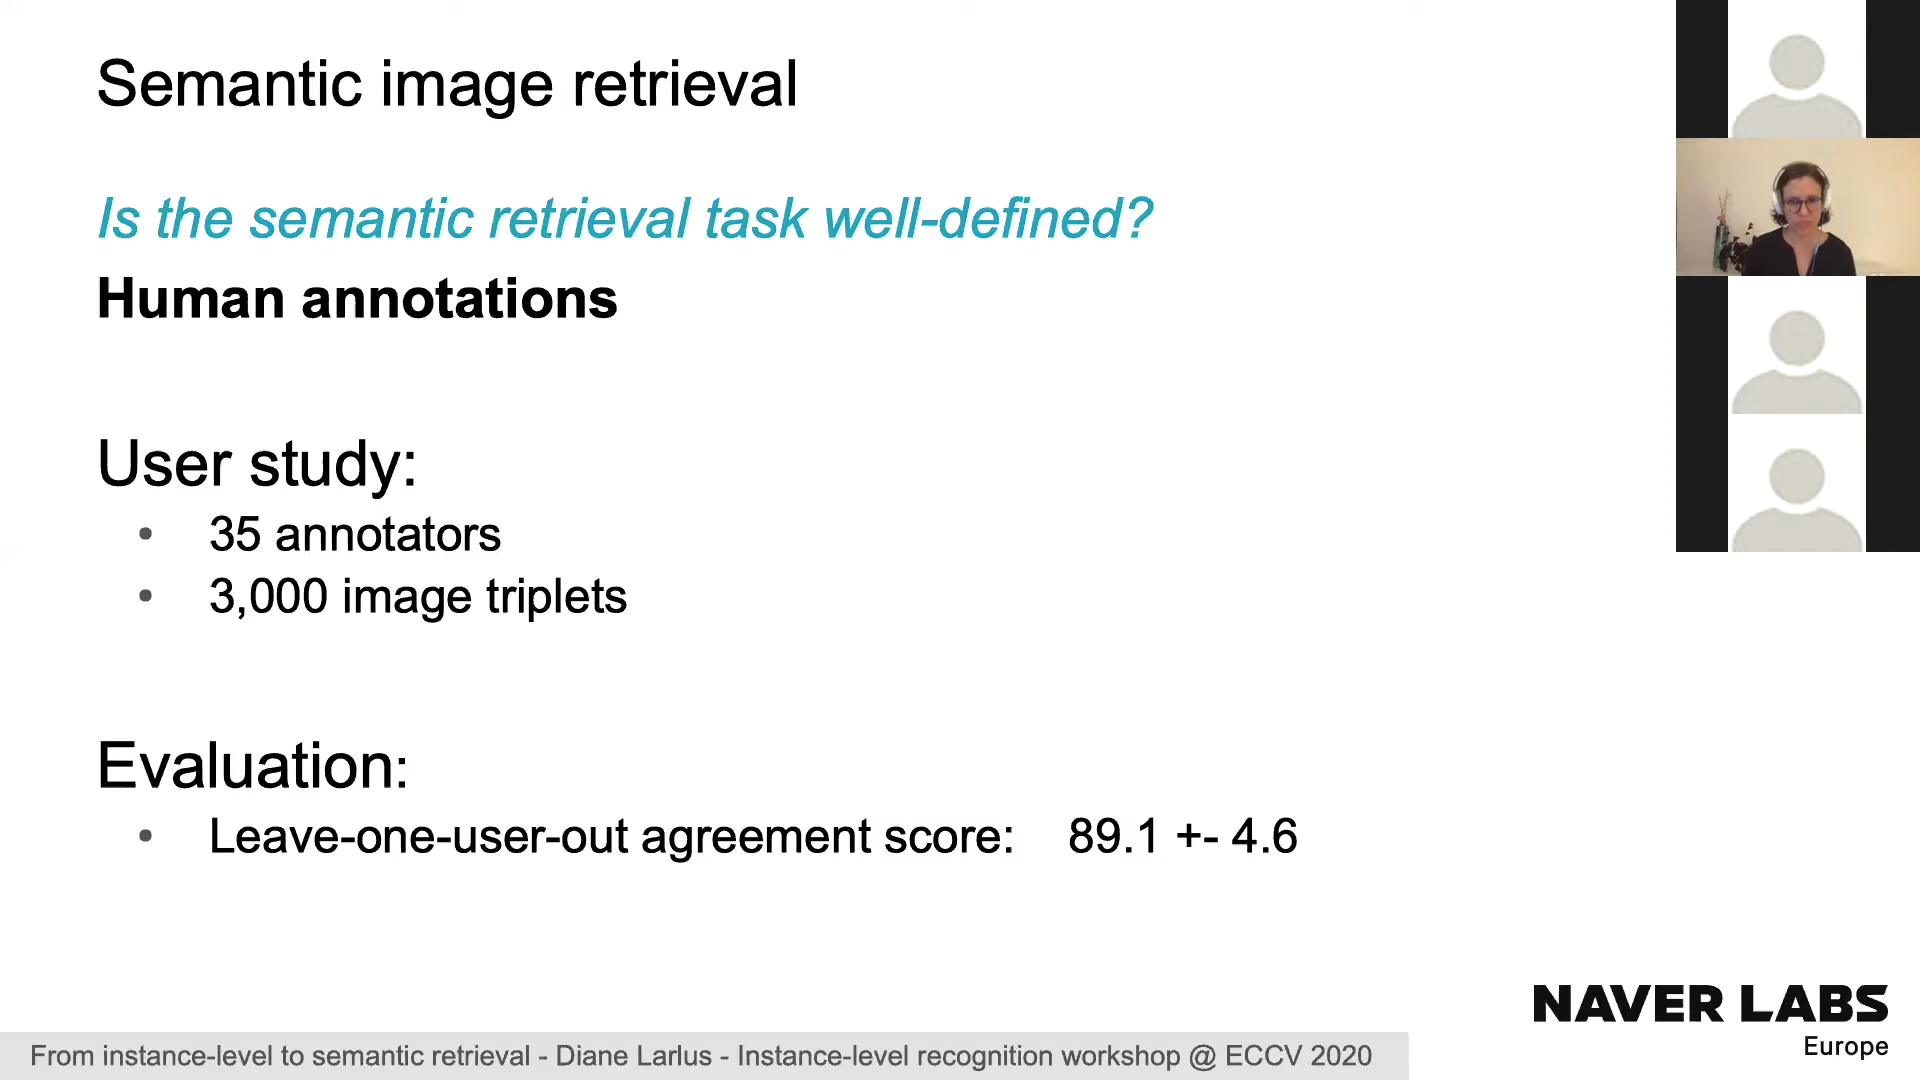 Semantic image retrieval
Is the semantic retrieval task well-defined?
Human annotations
User study:
• 35 annotators
• 3,000 image triplets
Evaluation:
• Leave-one-user-out agreement score: 89.1 +- 4.6
NAVER LABS
Europe
From instance-level to semantic retrieval - Diane Larlus - Instance-level recognition workshop @ ECCV 2020